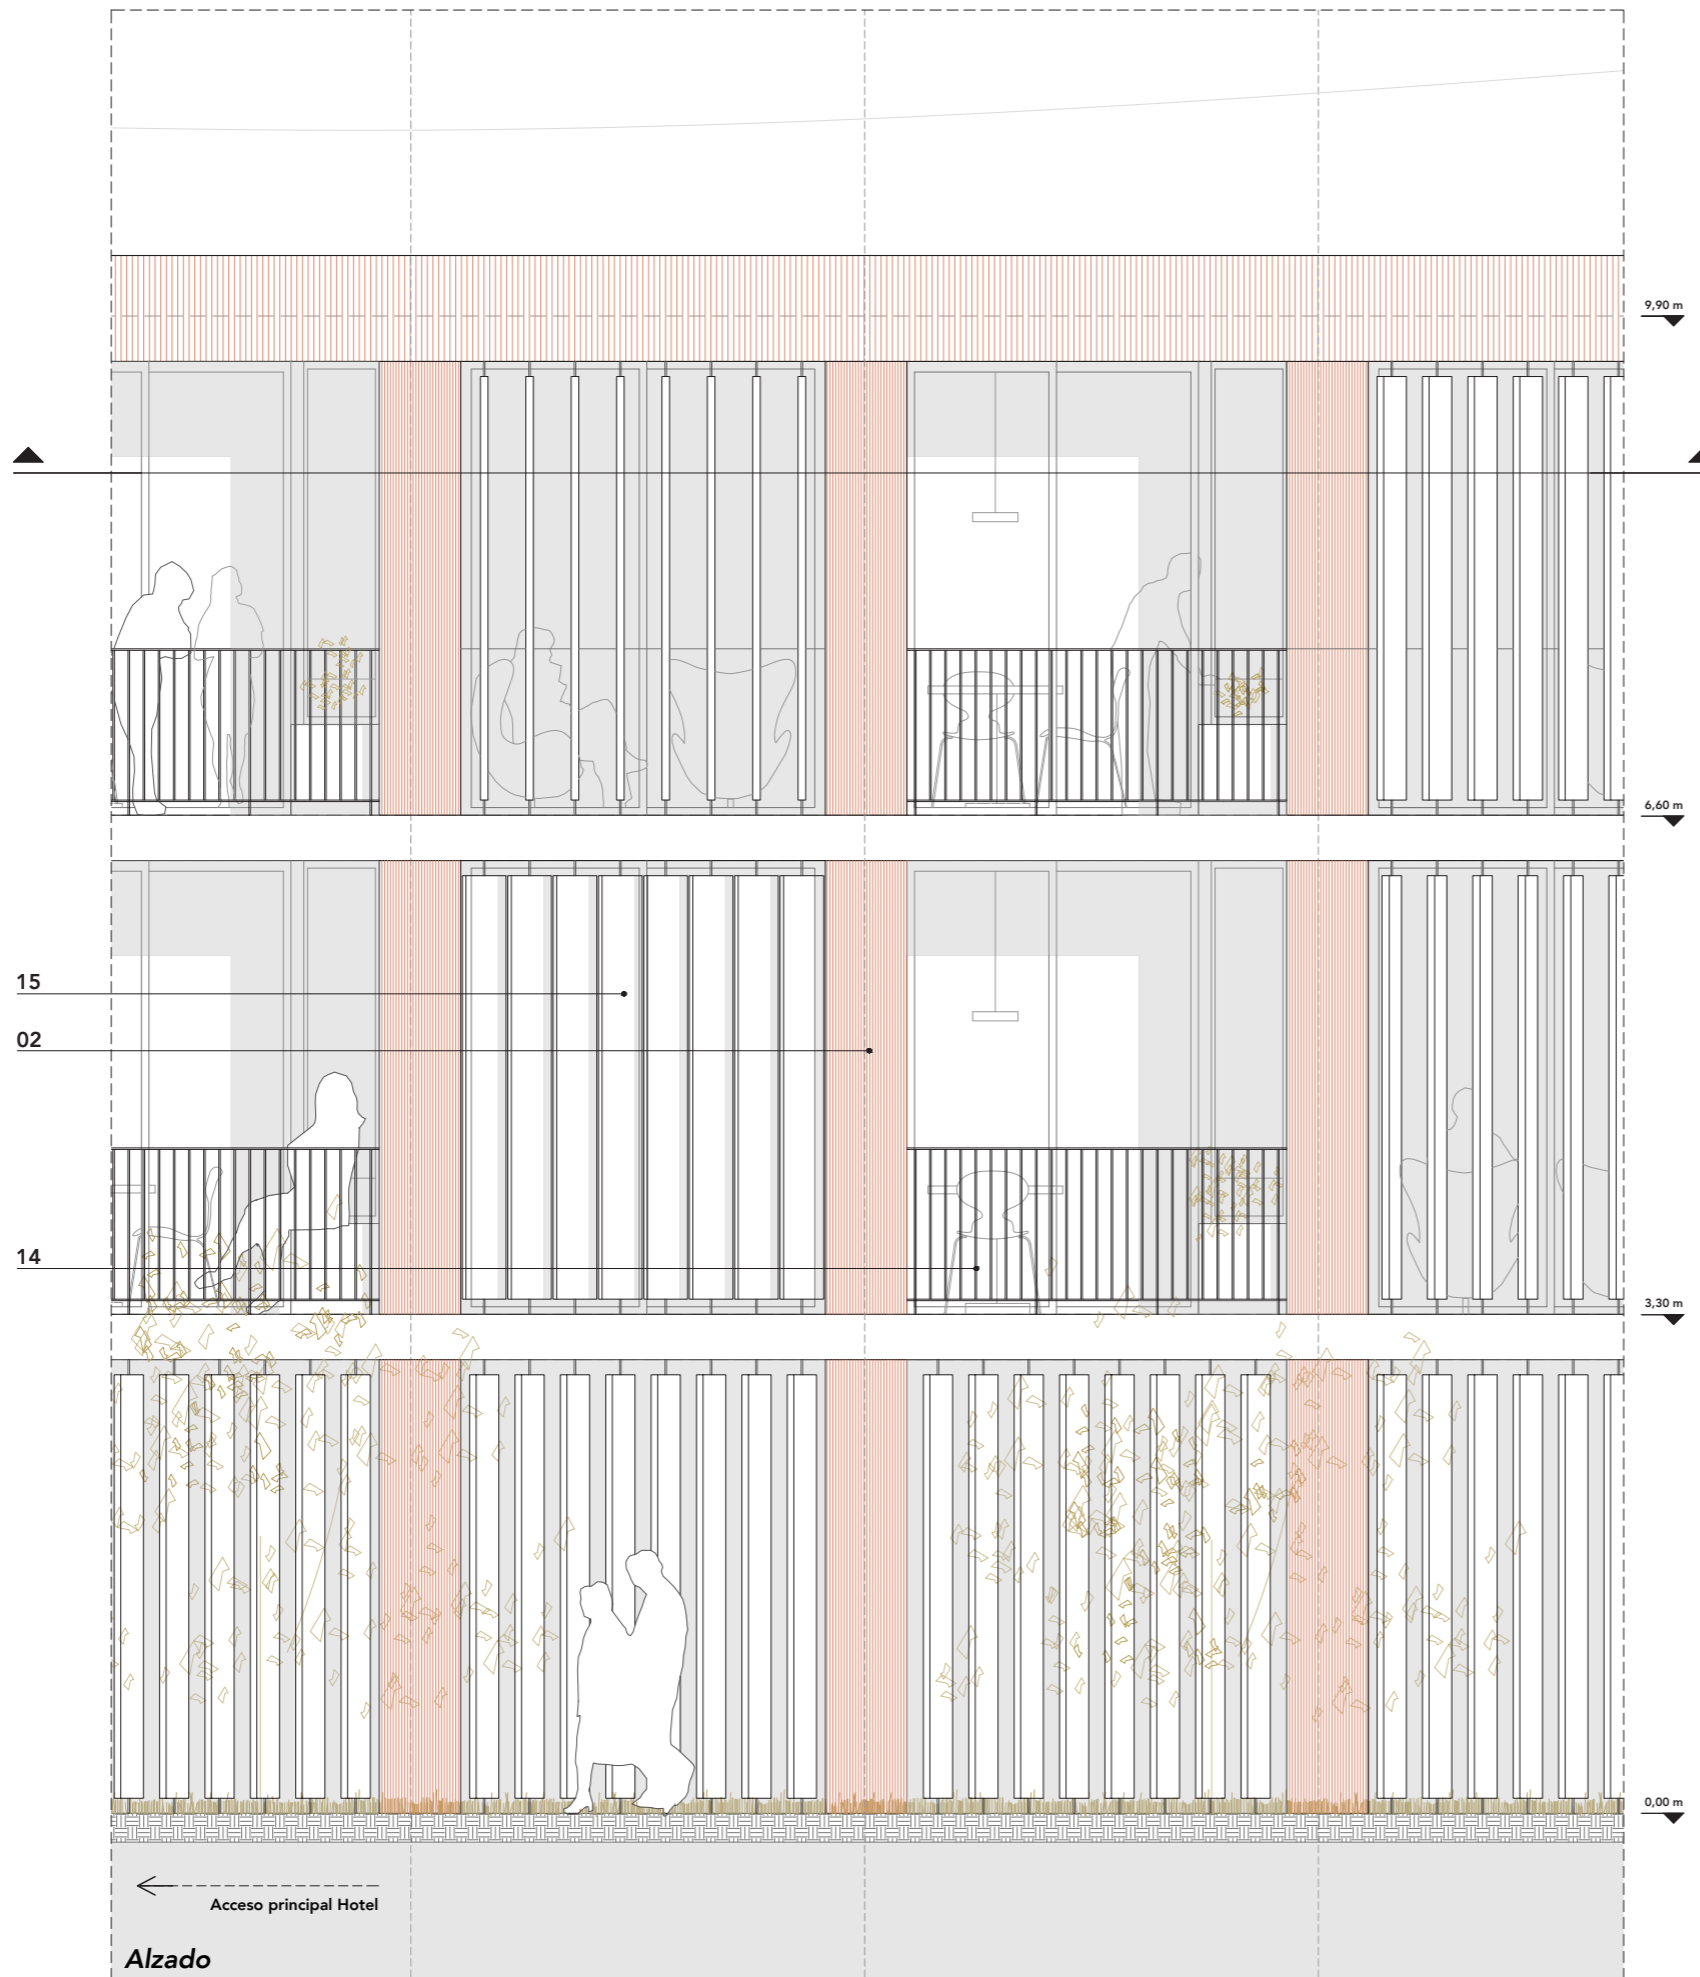 9,90 m
6,60 m
15
02
14
3,30 m
0,00 m
Acceso principal Hotel
Alzado